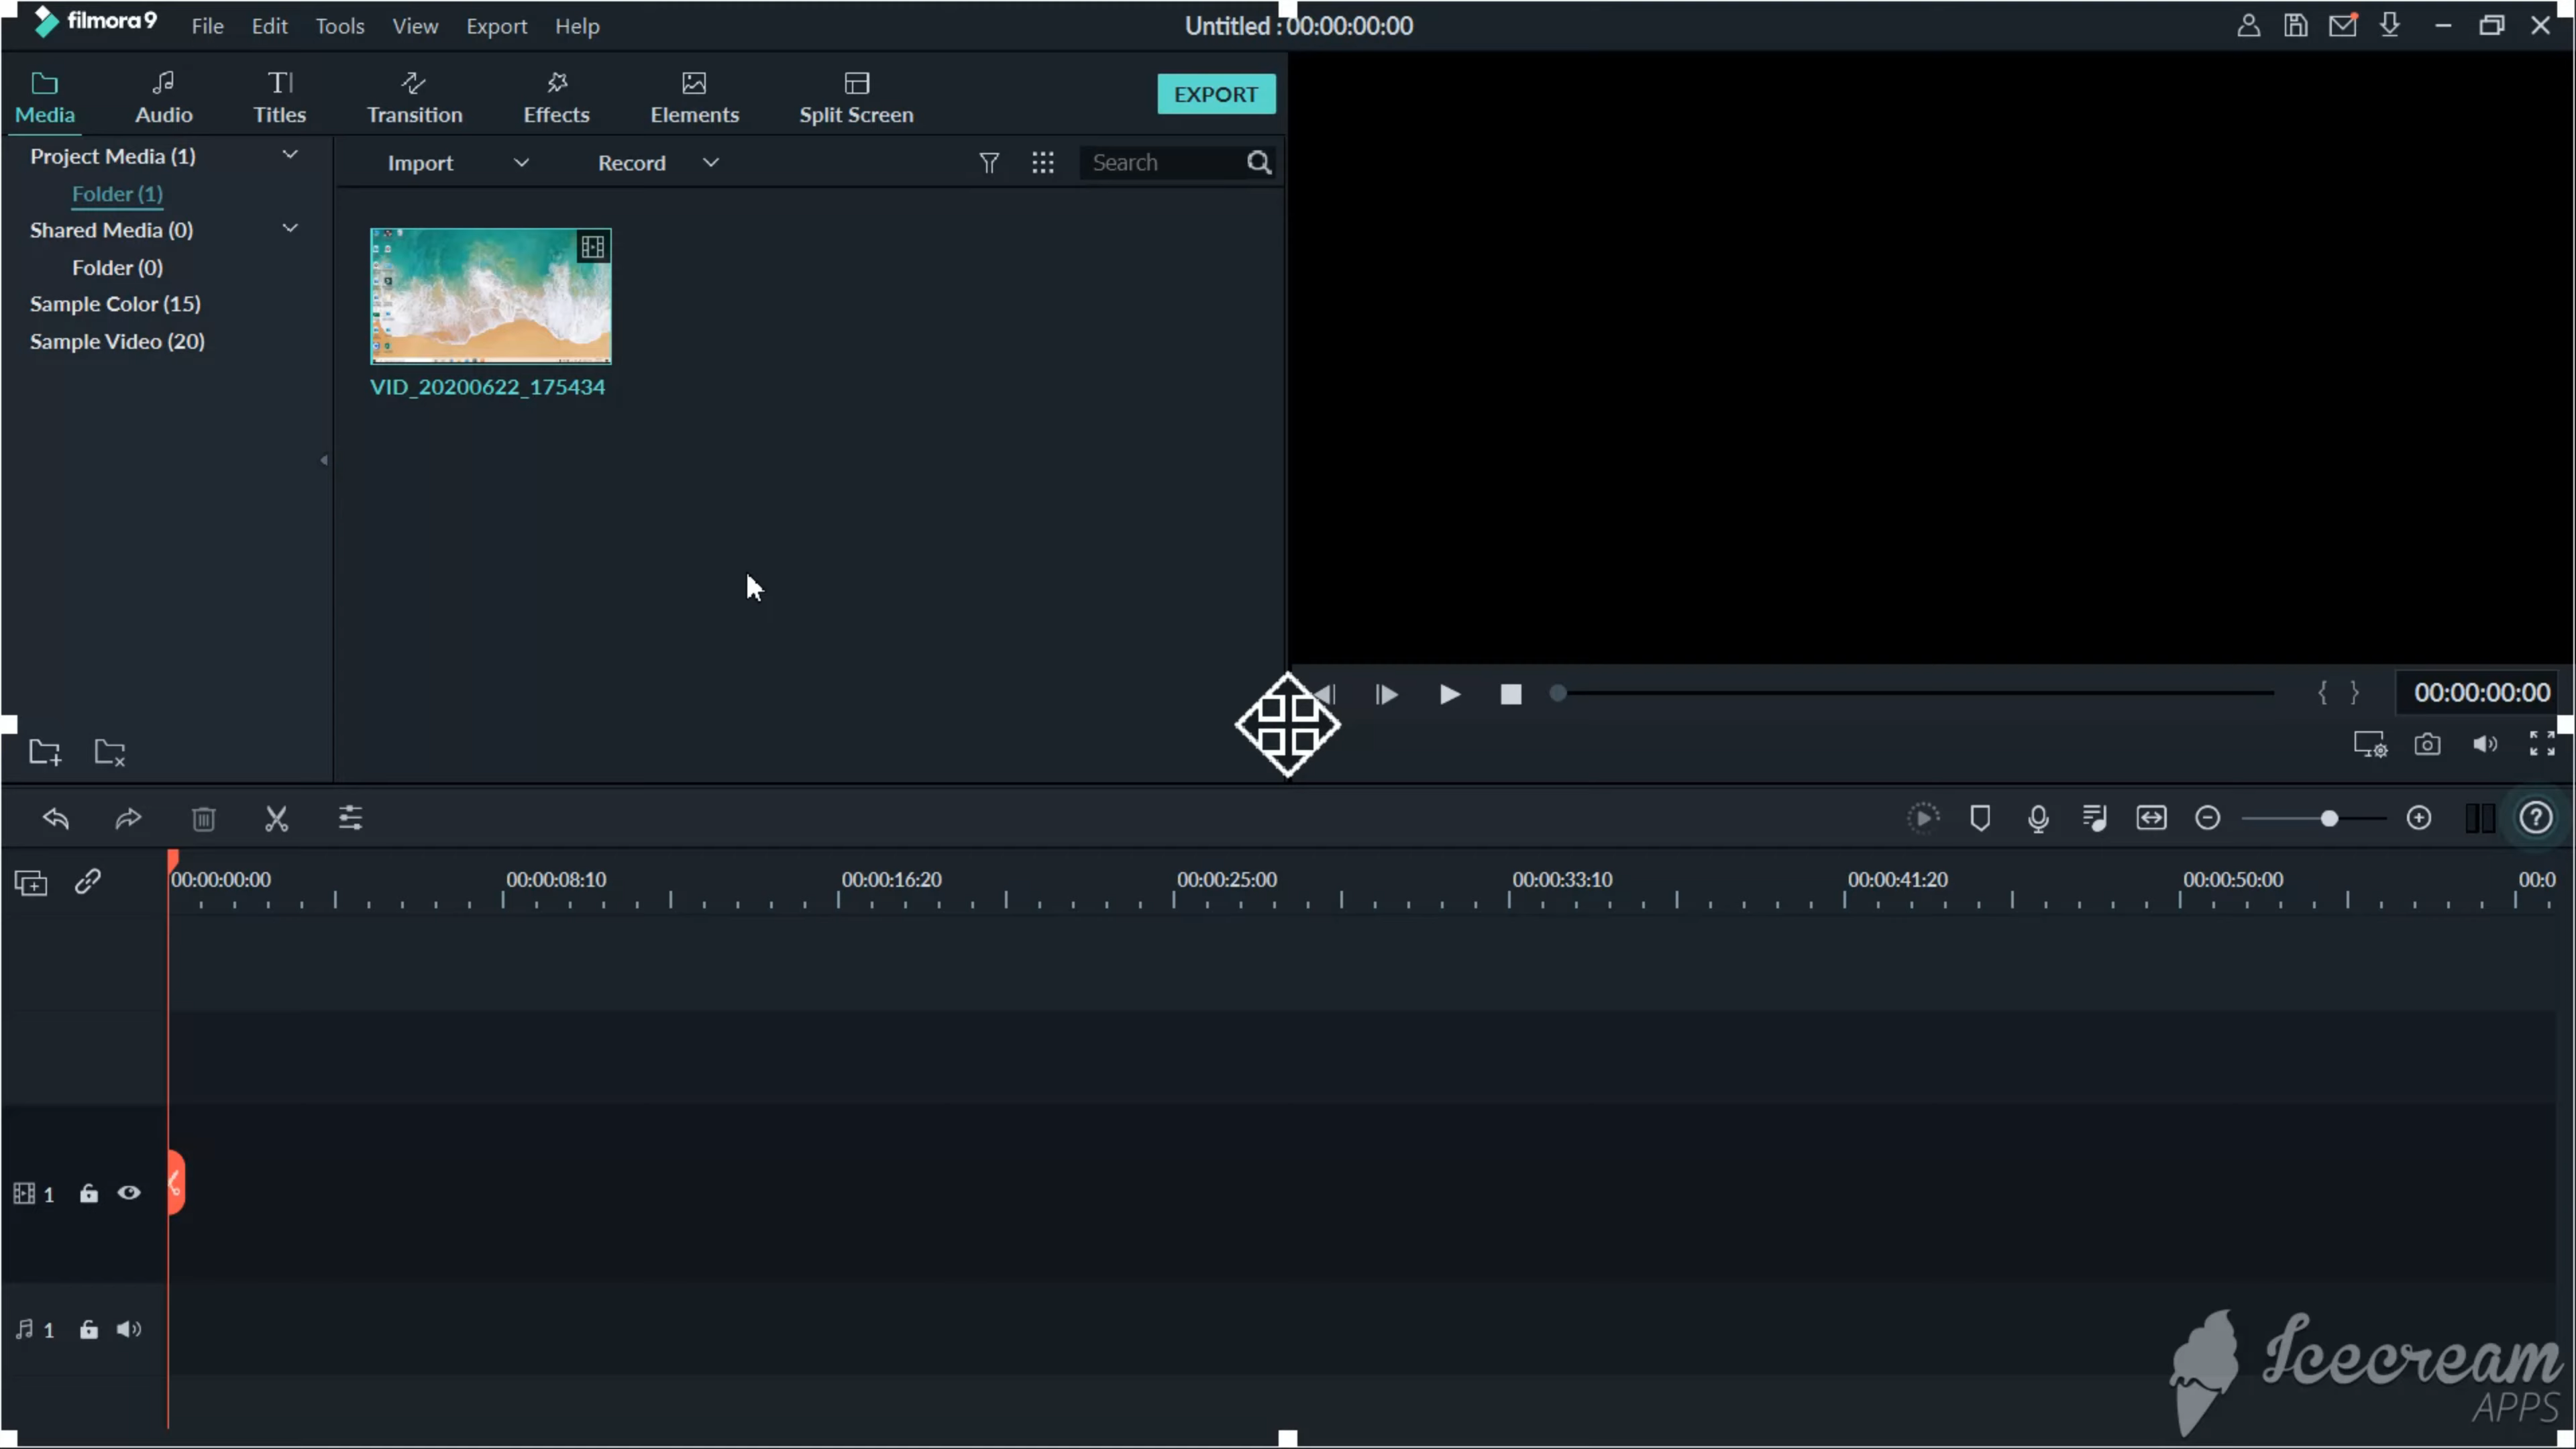 filmora9 File Edit Tools View Export Help Untitled : 00:00:00:00
Media Audio Titles Transition Effects Elements Split Screen EXPORT
Project Media (1) Import Record Search
Folder (1)
Shared Media (0)
Folder (0)
Sample Color (15)
Sample Video (20)
VID_20200622_175434
00:00:00:00
00:00:00:00 00:00:08:10 00:00:16:20 00:00:25:00 00:00:33:10 00:00:41:20 00:00:50:00 00:0
1
1
Icecream
APPS